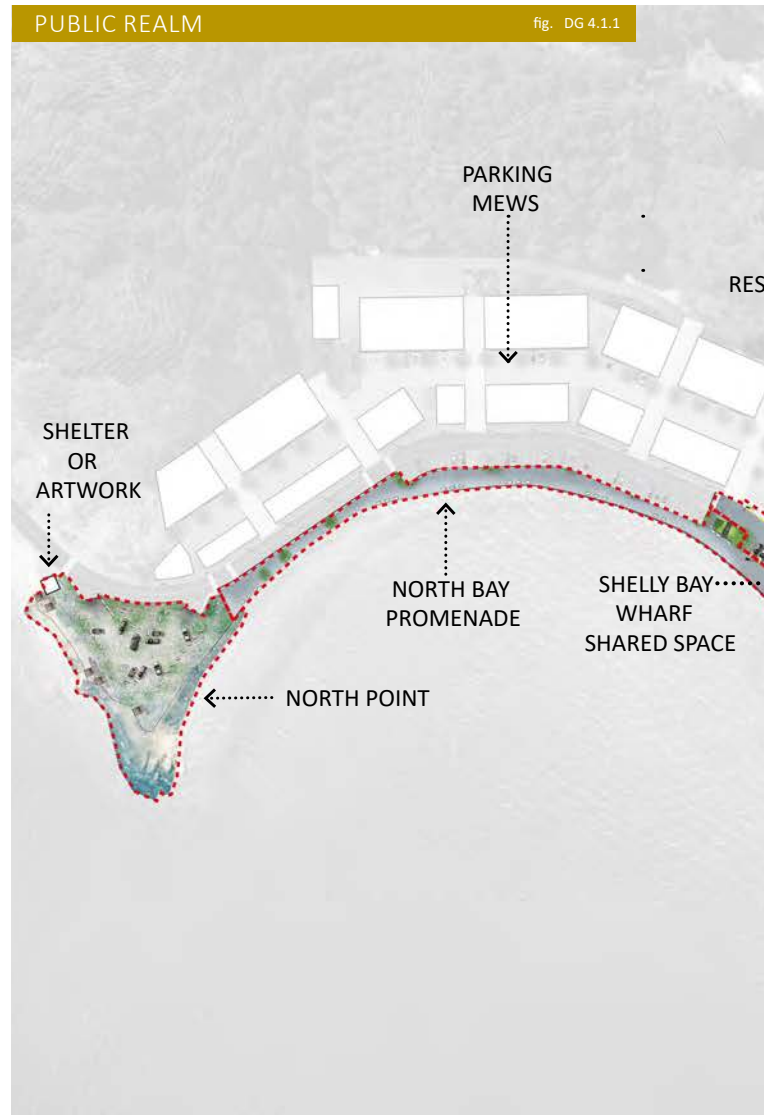 PUBLIC REALM
fig. DG 4.1.1
PARKING
MEWS
RES
SHELTER
OR
ARTWORK
NORTH BAY
PROMENADE
SHELLY BAY
WHARF
SHARED SPACE
NORTH POINT